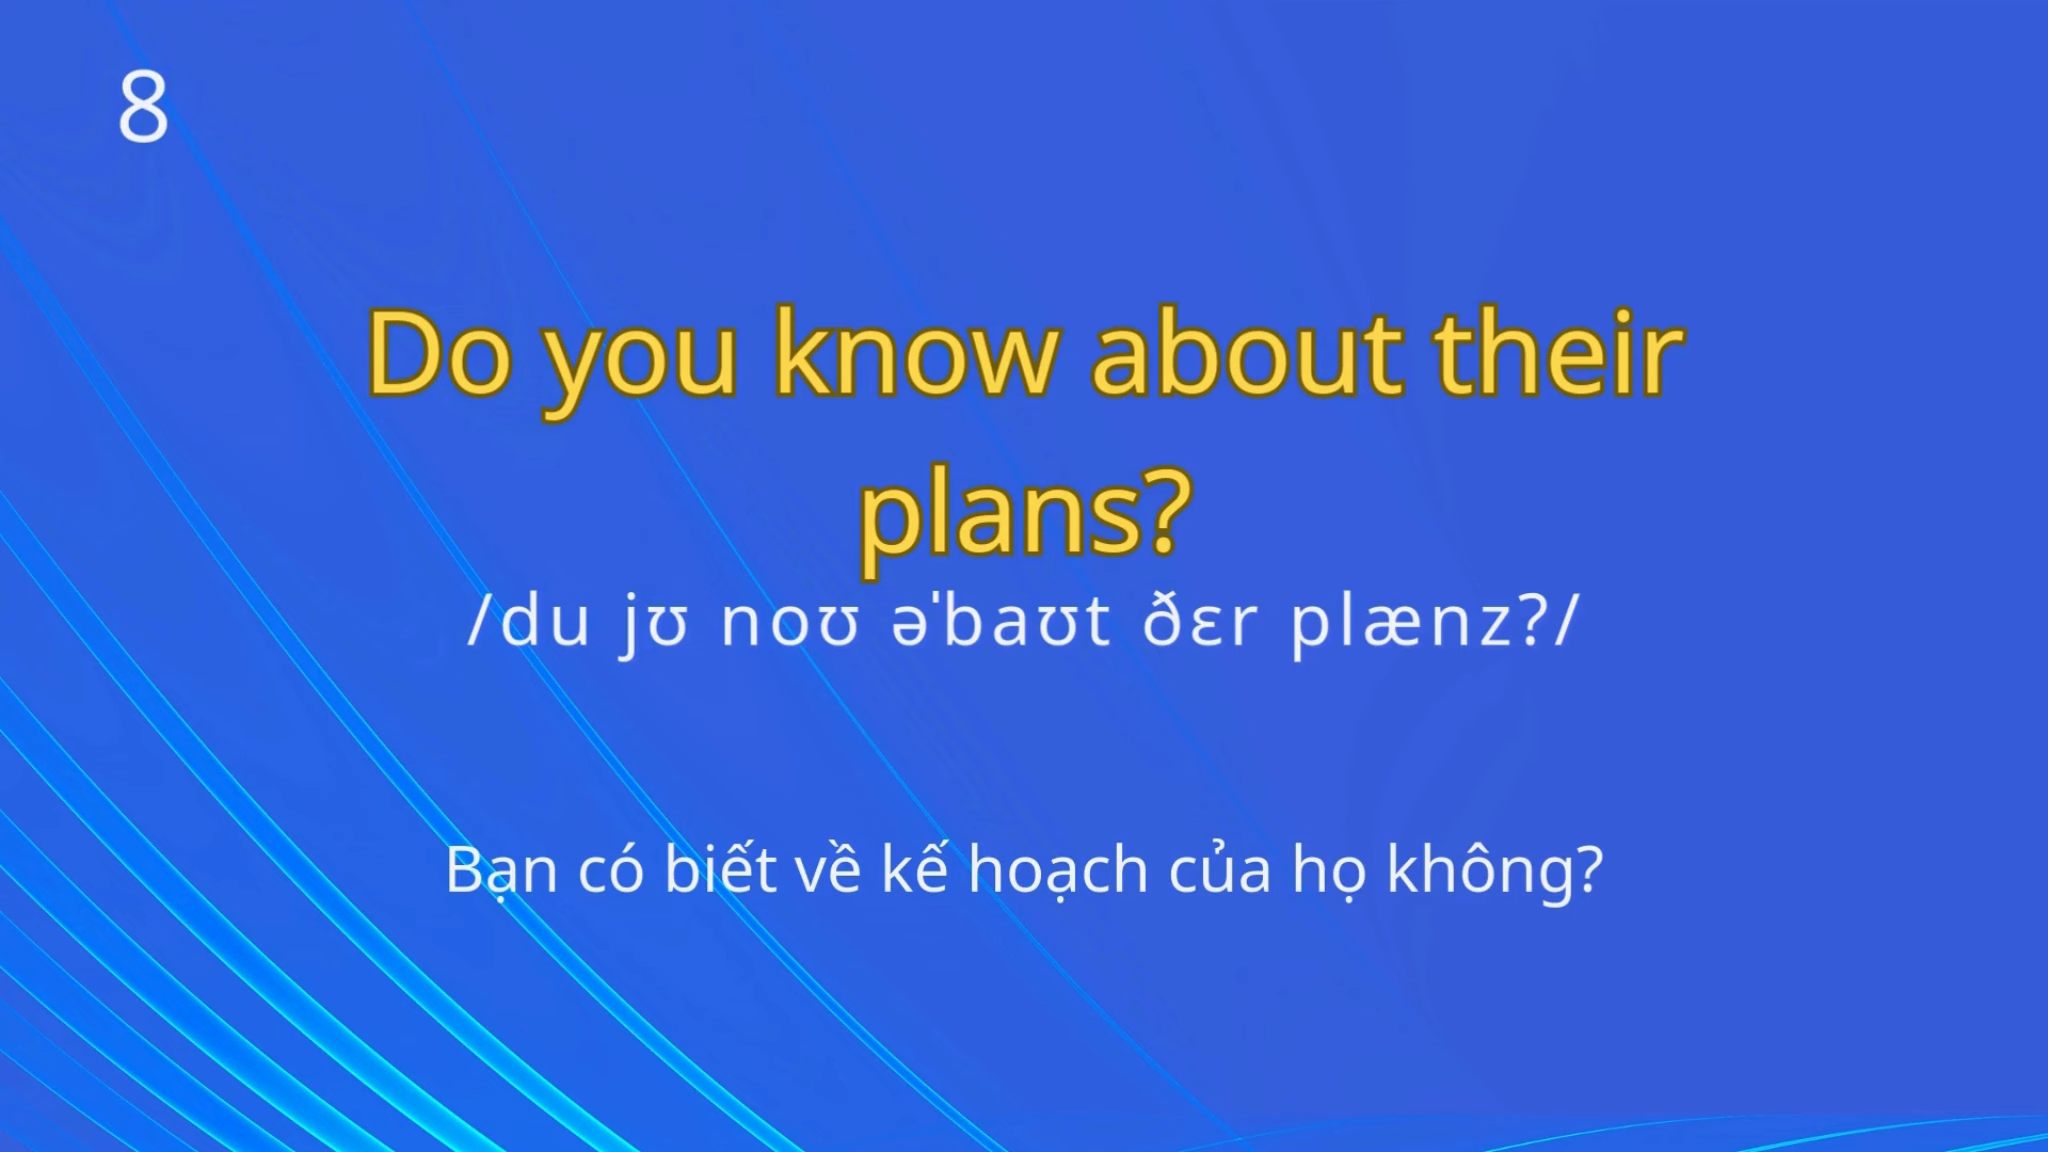 8
Do you know about their
plans?
/du jʊ noʊ əˈbaʊt ðɛr plænz?/
Bạn có biết về kế hoạch của họ không?